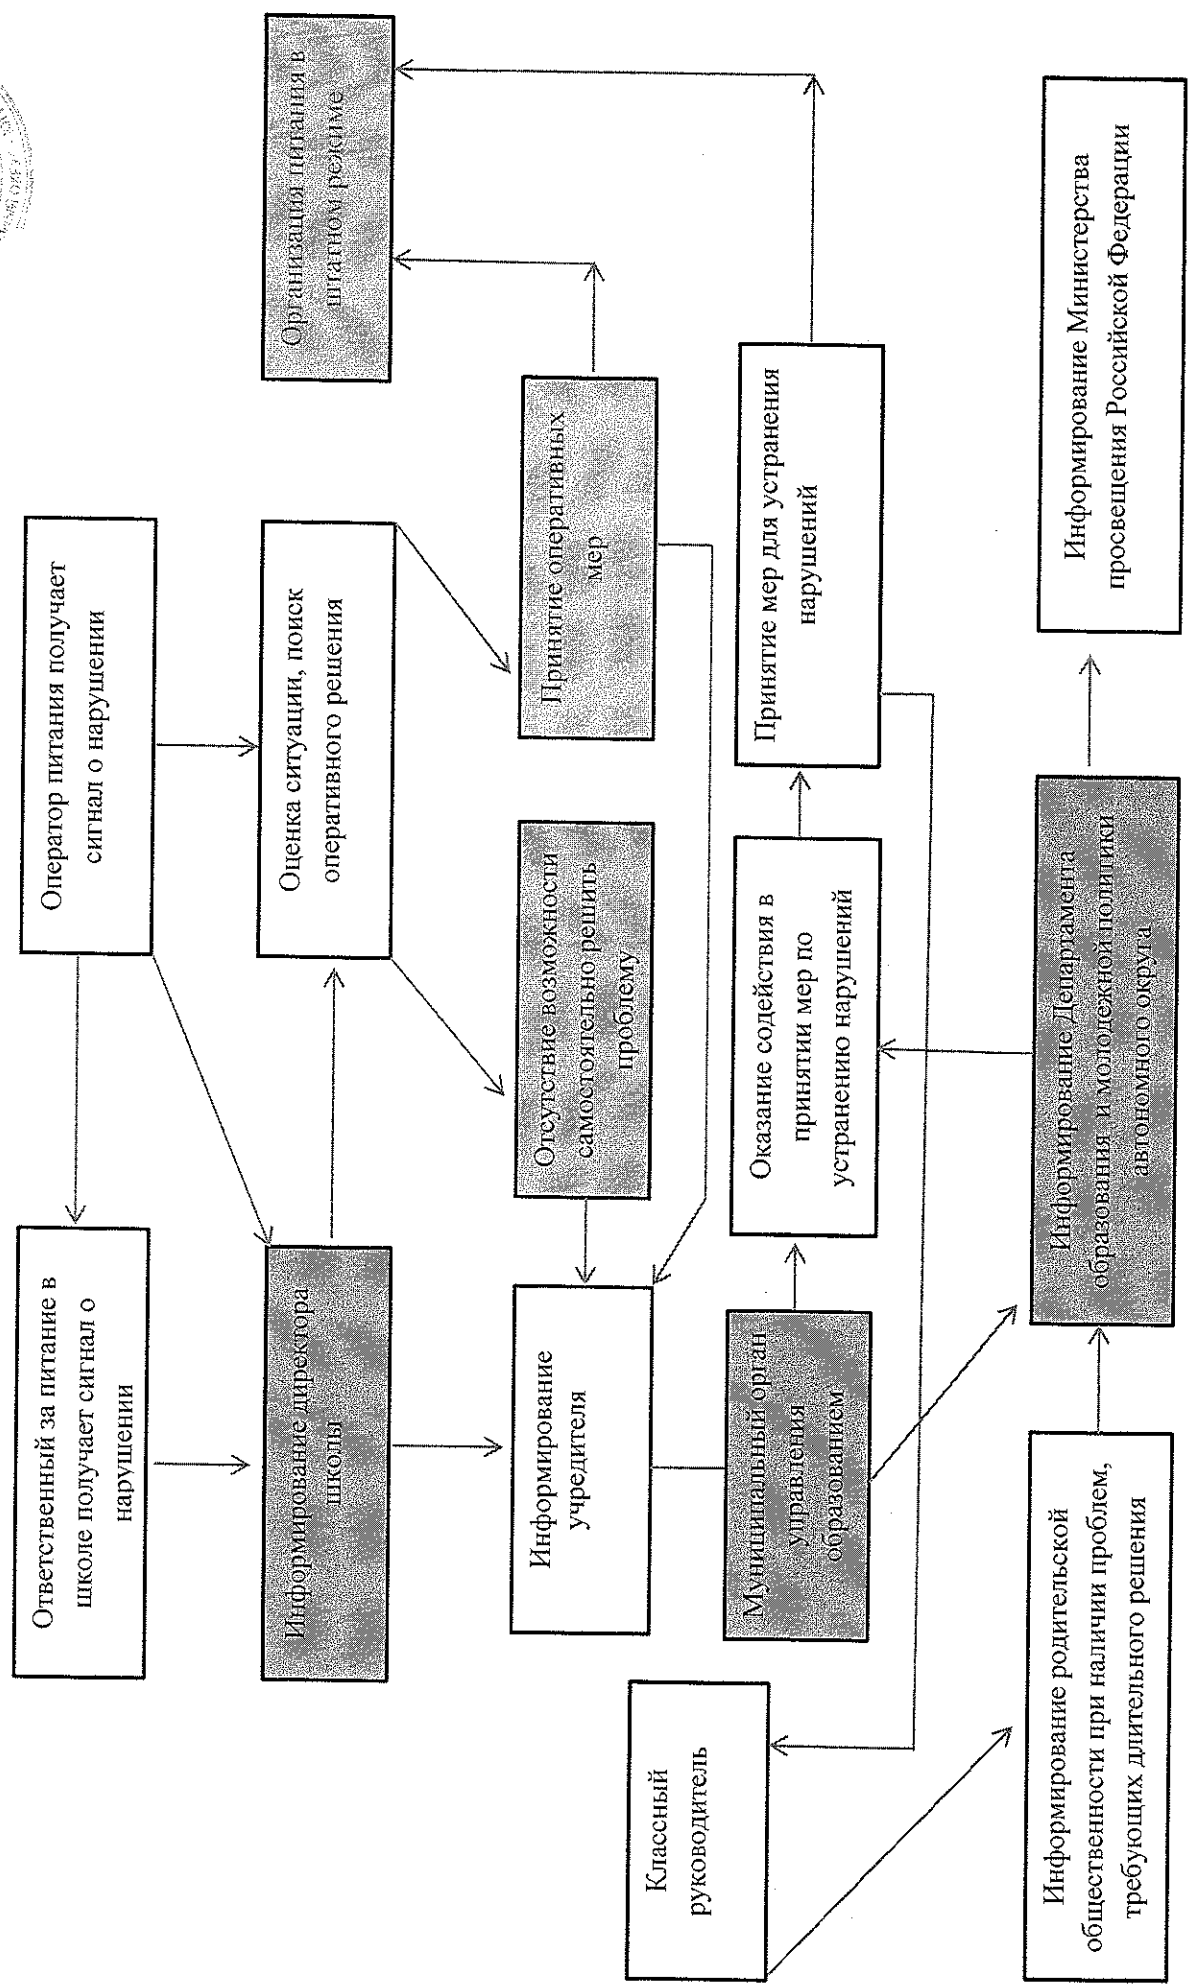 Ответственный за питание в
школе получает сигнал о
нарушении
Оператор питания получает
сигнал о нарушении
Информирование директора
школы
Оценка ситуации, поиск
оперативного решения
Организация питания в
штатном режиме
Информирование
учредителя
Отсутствие возможности
самостоятельно решить
проблему
Принятие оперативных
мер
Классный
руководитель
Муниципальный орган
управления
образованием
Оказание содействия в
принятии мер по
устранению нарушений
Принятие мер для устранения
нарушений
Информирование родительской
общественности при наличии проблем,
требующих длительного решения
Информирование Департамента
образования и молодежной политики
автономного округа
Информирование Министерства
просвещения Российской Федерации